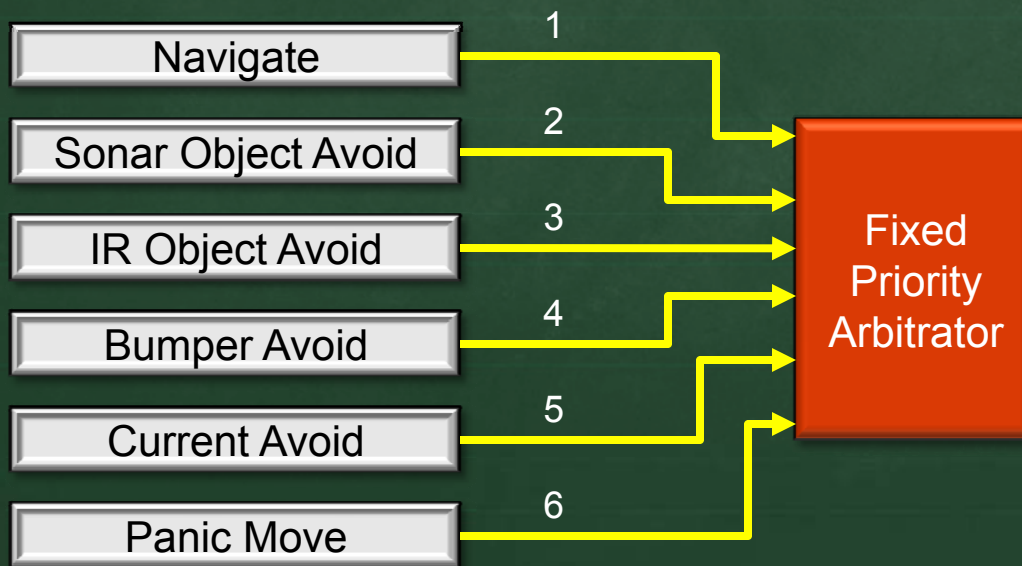 1
Navigate
2
Sonar Object Avoid
3
IR Object Avoid
4
Bumper Avoid
5
Current Avoid
6
Panic Move
Fixed
Priority
Arbitrator